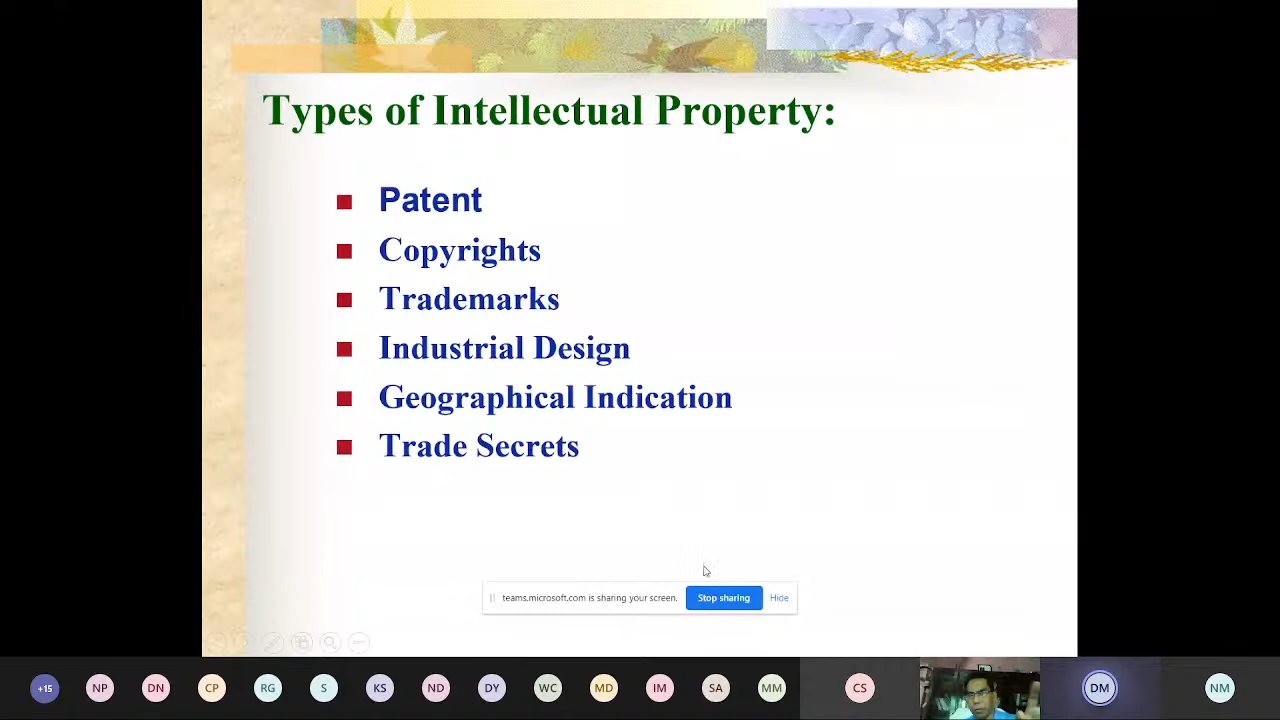 Types of Intellectual Property:
Patent
Copyrights
Trademarks
Industrial Design
Geographical Indication
Trade Secrets
teams.microsoft.com is sharing your screen. Stop sharing Hide
+15 NP DN CP RG S KS ND DY WC MD IM SA MM CS DM NM